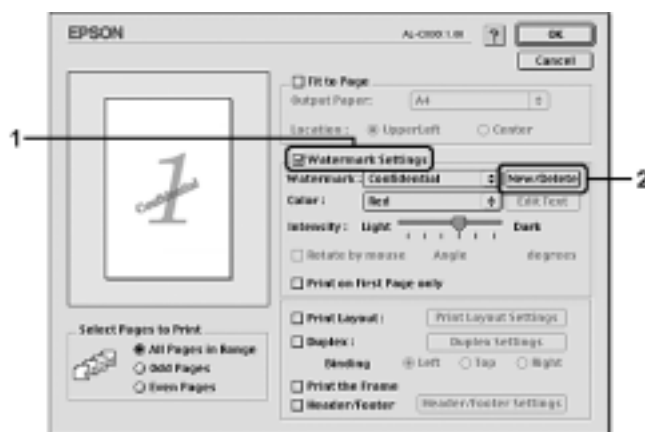 EPSON
?
OK
Cancel
Fit to Page
Output Paper: A4
Location: UpperLeft Center
1
Watermark Settings
Watermark: Confidential New/Delete
2
Color: Red Edit Text
Intensity: Light Dark
Rotate by mouse Angle degrees
Print on First Page only
1
Confidential
Print Layout: Print Layout Settings
Duplex: Duplex Settings
Binding Left Top Right
Print the Frame
Header/Footer Header/Footer Settings
Select Pages to Print
All Pages in Range
Odd Pages
Even Pages